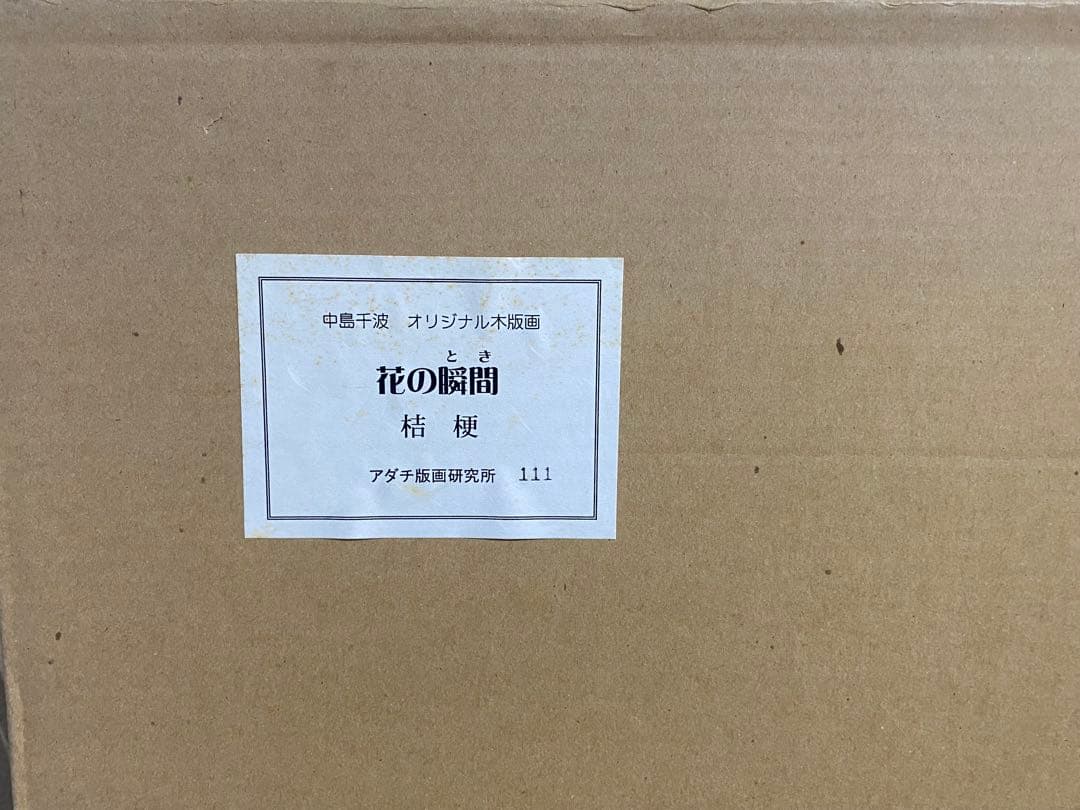 中島千波 オリジナル木版画
とき
花の瞬間
桔梗
アダチ版画研究所 111